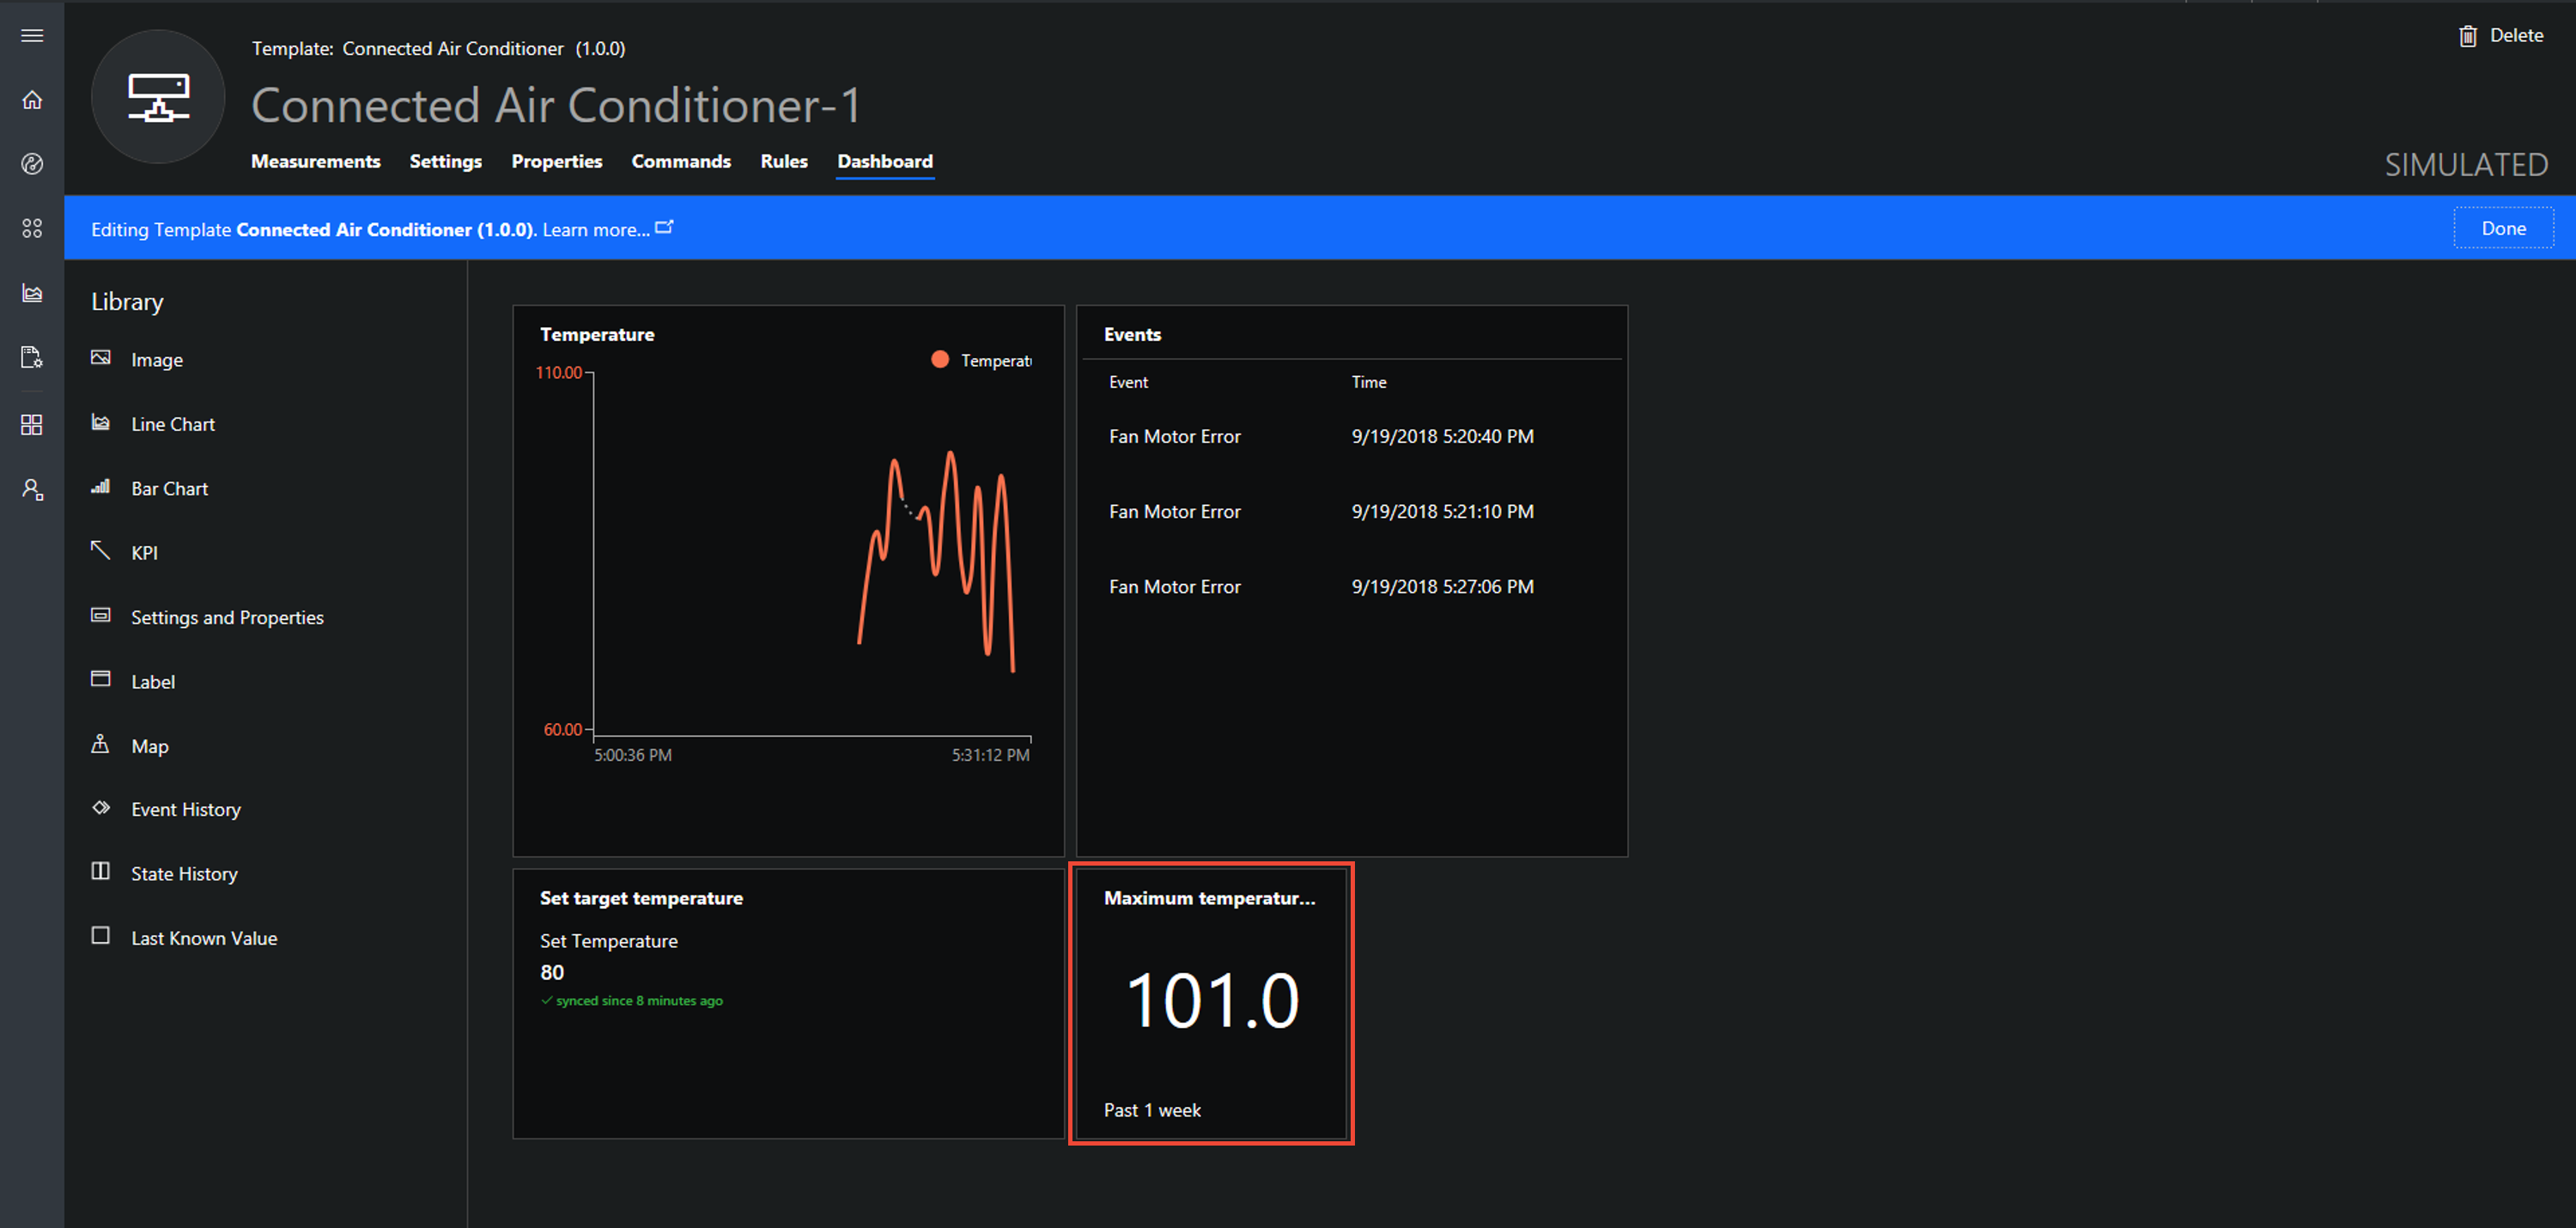 Template: Connected Air Conditioner (1.0.0)
Delete
Connected Air Conditioner-1
Measurements Settings Properties Commands Rules Dashboard
SIMULATED
Editing Template Connected Air Conditioner (1.0.0). Learn more...
Done
Library
Image
Line Chart
Bar Chart
KPI
Settings and Properties
Label
Map
Event History
State History
Last Known Value
Temperature
Temperatu
110.00
60.00
5:00:36 PM 5:31:12 PM
Events
Event Time
Fan Motor Error 9/19/2018 5:20:40 PM
Fan Motor Error 9/19/2018 5:21:10 PM
Fan Motor Error 9/19/2018 5:27:06 PM
Set target temperature
Set Temperature
80
synced since 8 minutes ago
Maximum temperatur...
101.0
Past 1 week